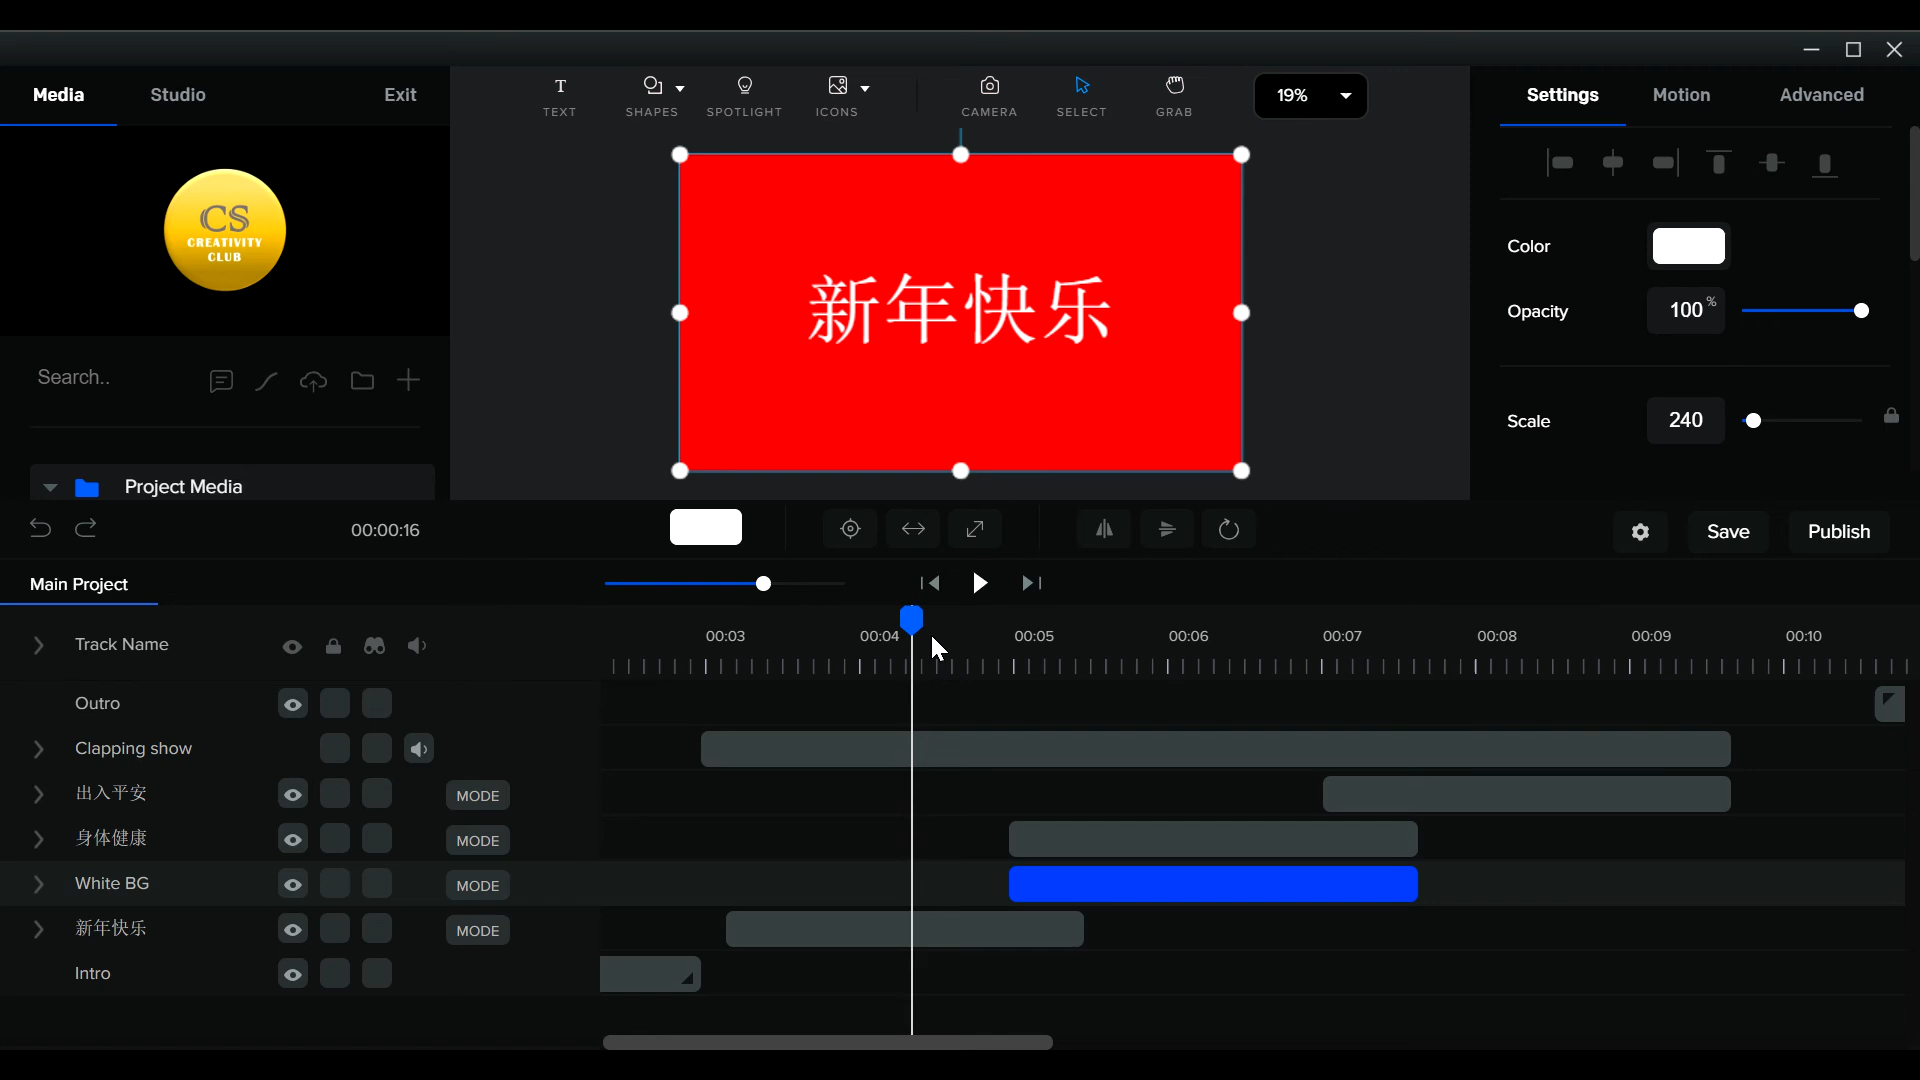 Media
Studio
Exit
TEXT
SHAPES
SPOTLIGHT
ICONS
CAMERA
SELECT
GRAB
19%
Settings
Motion
Advanced
CS
CREATIVITY
CLUB
新年快乐
Color
Opacity
100 %
Scale
240
Search..
Project Media
00:00:16
Save
Publish
Main Project
Track Name
00:03
00:04
00:05
00:06
00:07
00:08
00:09
00:10
Outro
Clapping show
出入平安
MODE
身体健康
MODE
White BG
MODE
新年快乐
MODE
Intro